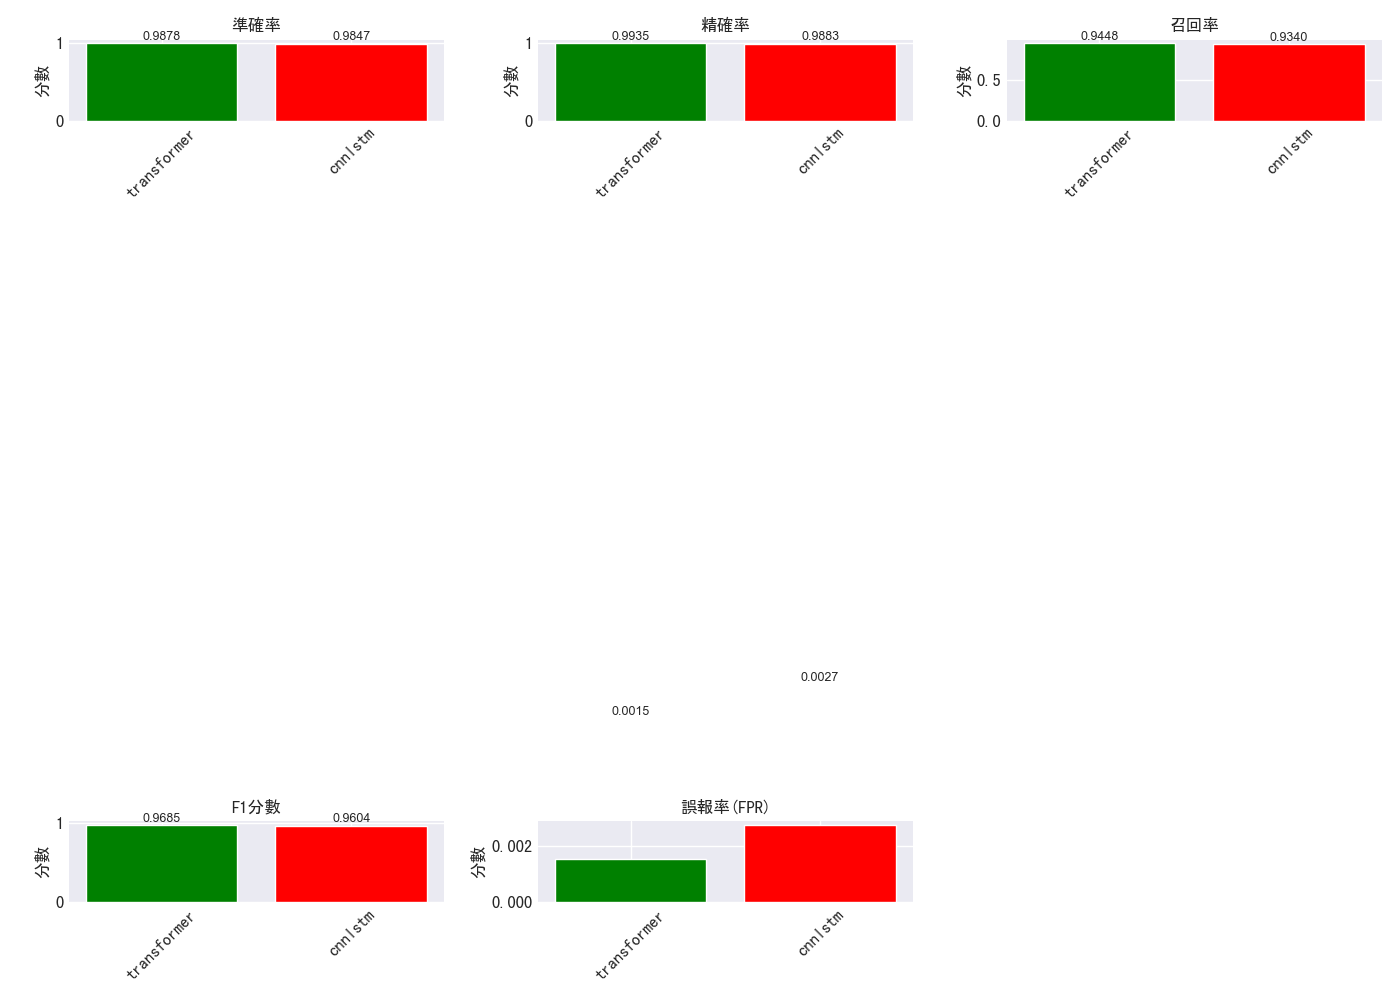 準確率
0.9878
0.9847
1
0
分數
transformer
cnnlstm
精確率
0.9935
0.9883
1
0
分數
transformer
cnnlstm
召回率
0.9448
0.9340
0.5
0.0
分數
transformer
cnnlstm
F1分數
0.9685
0.9604
1
0
分數
transformer
cnnlstm
0.0015
0.0027
誤報率(FPR)
0.002
0.000
分數
transformer
cnnlstm